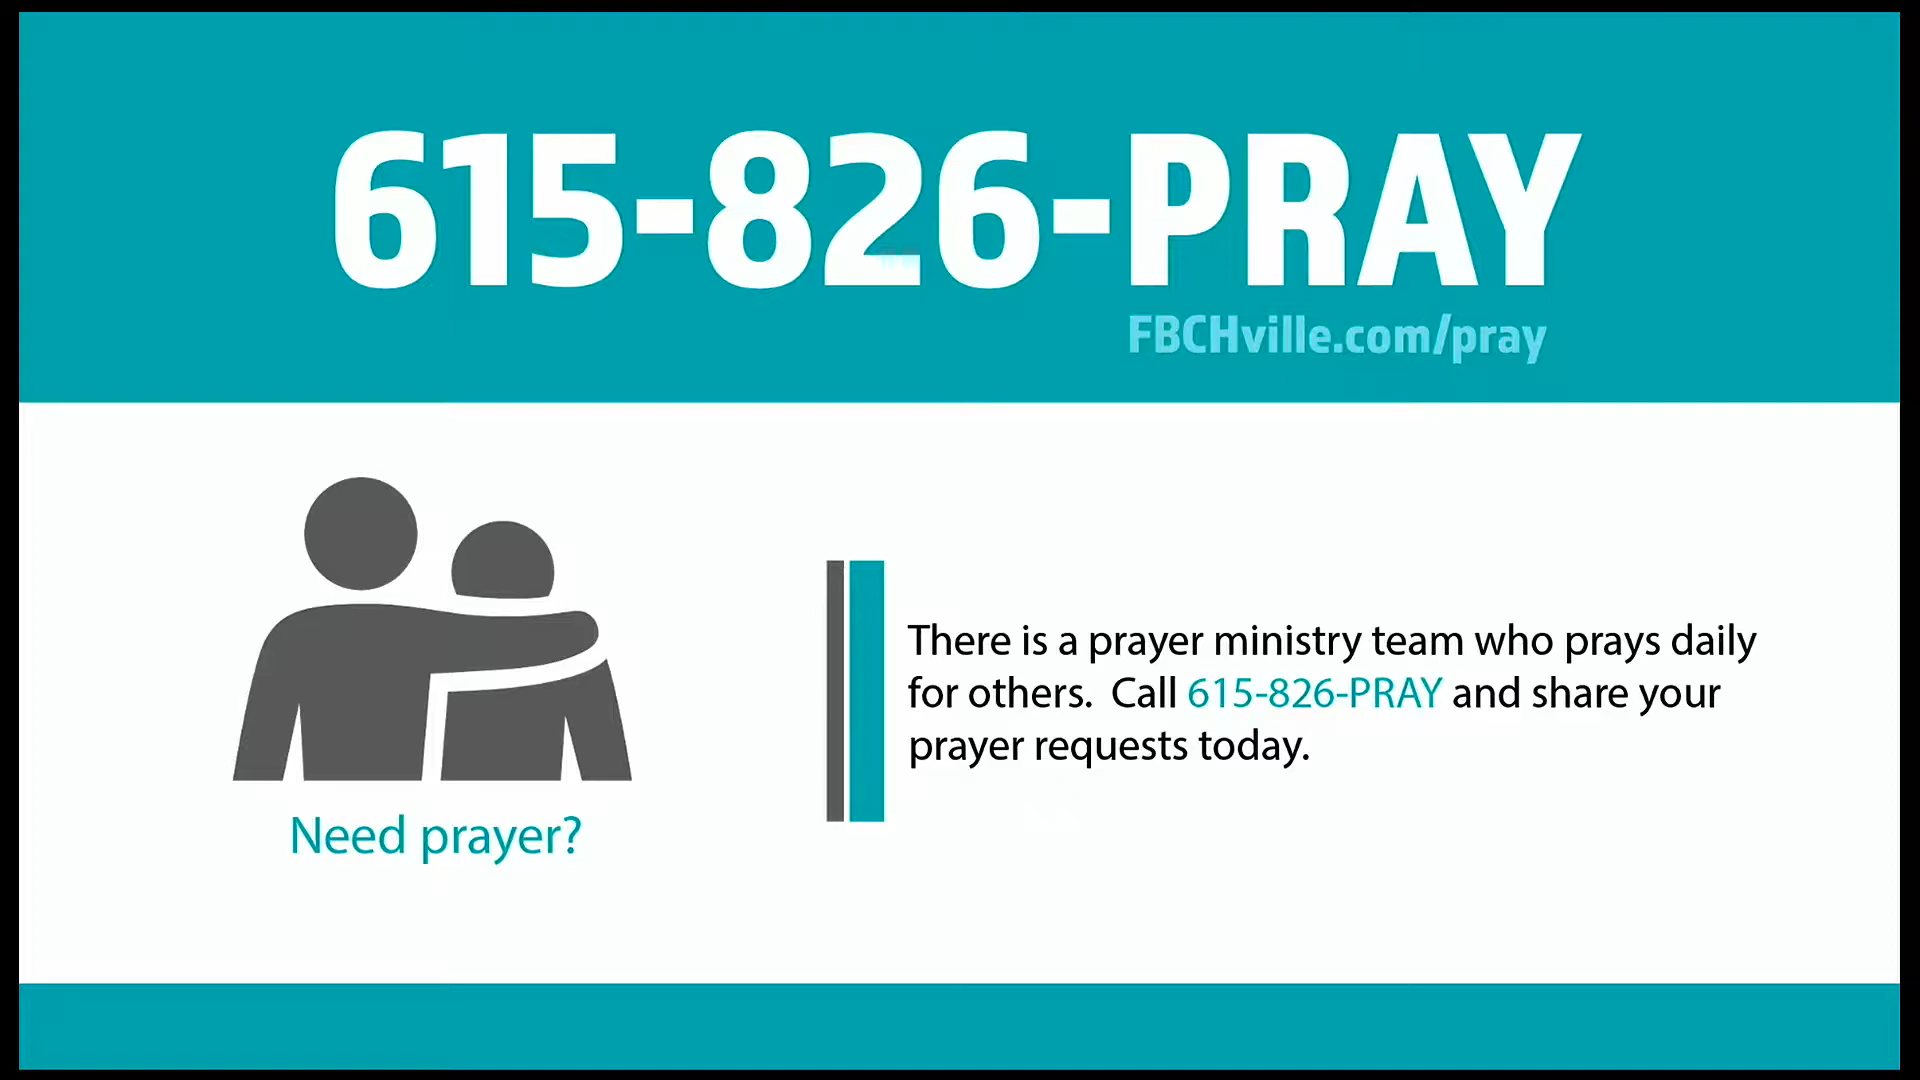 615-826-PRAY
FBCHville.com/pray
Need prayer?
There is a prayer ministry team who prays daily
for others.  Call 615-826-PRAY and share your
prayer requests today.